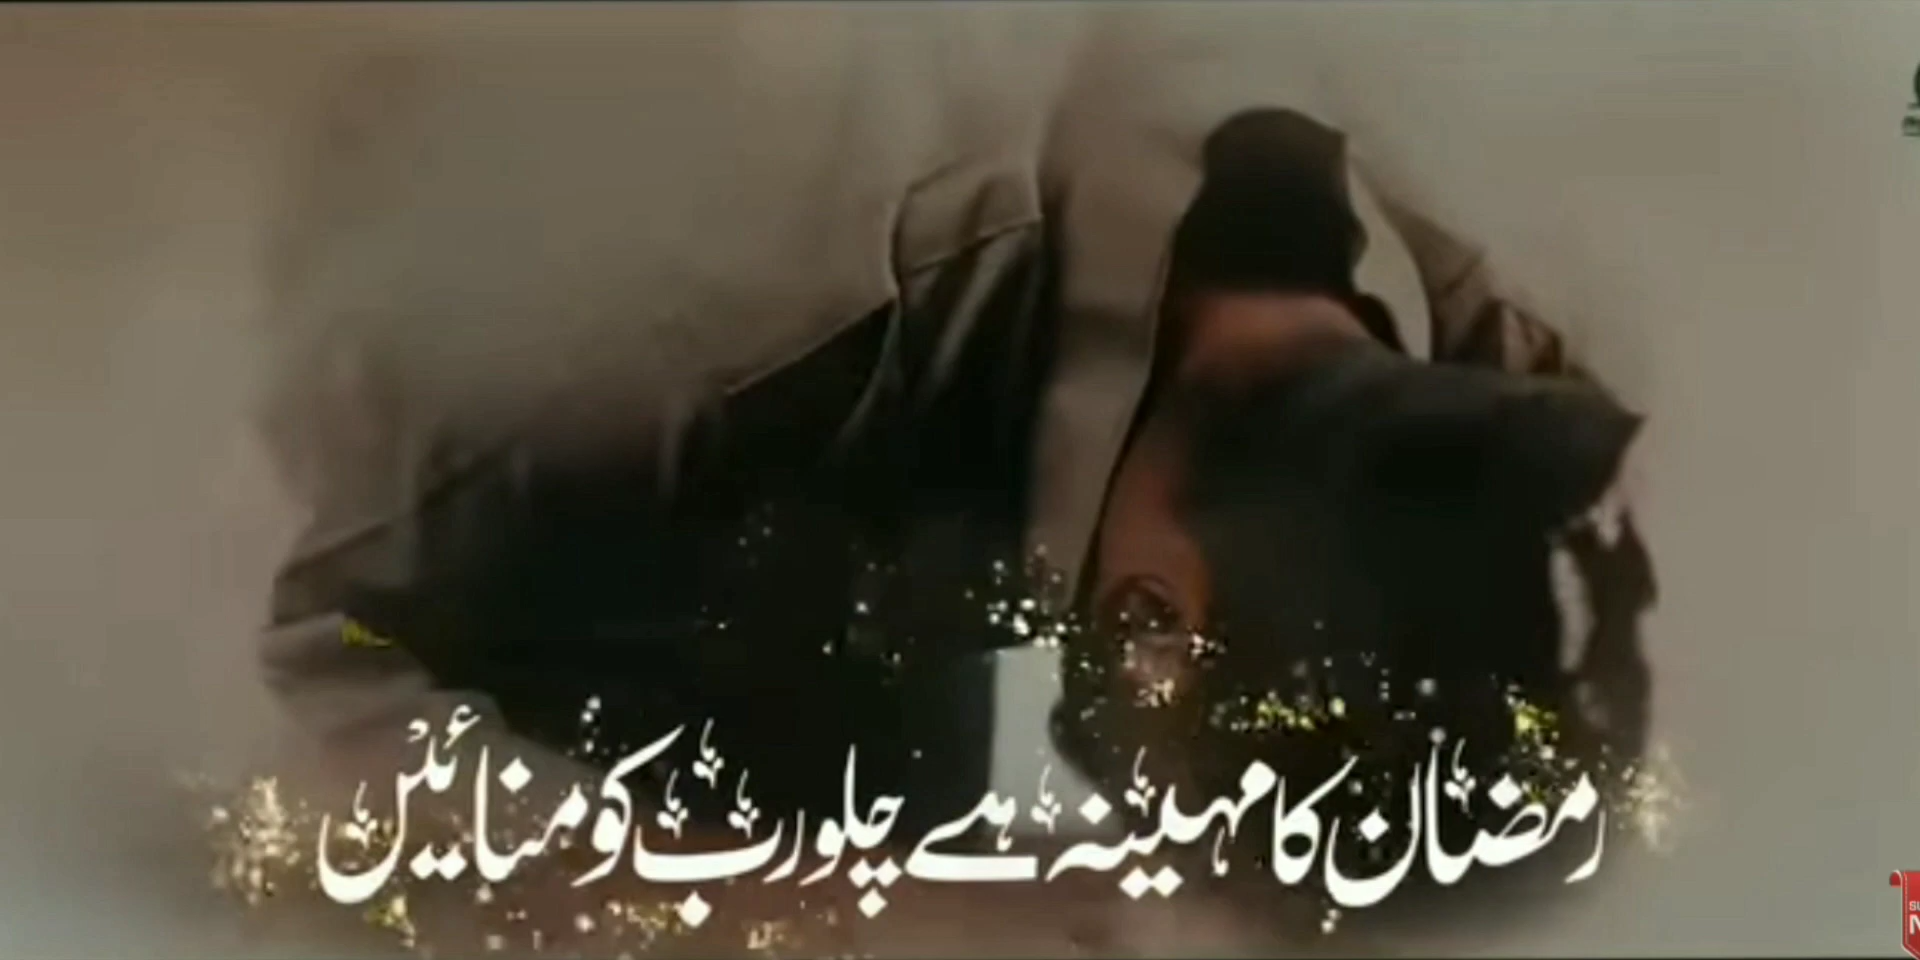 رمضان کا مہینہ ہے چلو رب کو منائیں